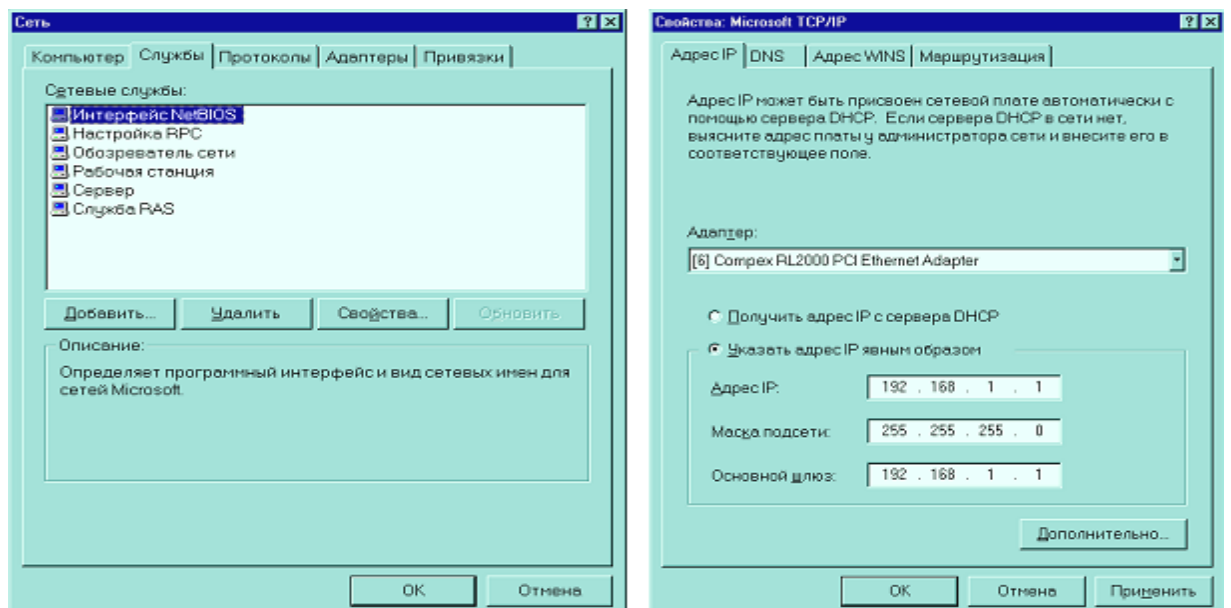 Сеть
Компьютер Службы Протоколы Адаптеры Привязки
Сетевые службы:
Интерфейс NetBIOS
Настройка RPC
Обозреватель сети
Рабочая станция
Сервер
Служба RAS
Добавить... Удалить Свойства... Обновить
Описание:
Определяет программный интерфейс и вид сетевых имен для
сетей Microsoft.
OK Отмена
Свойства: Microsoft TCP/IP
Адрес IP DNS Адрес WINS Маршрутизация
Адрес IP может быть присвоен сетевой плате автоматически с
помощью сервера DHCP. Если сервера DHCP в сети нет,
выясните адрес платы у администратора сети и внесите его в
соответствующее поле.
Адаптер:
[6] Compex RL2000 PCI Ethernet Adapter
Получить адрес IP с сервера DHCP
Указать адрес IP явным образом
Адрес IP: 192 . 168 . 1 . 1
Маска подсети: 255 . 255 . 255 . 0
Основной шлюз: 192 . 168 . 1 . 1
Дополнительно...
OK Отмена Применить